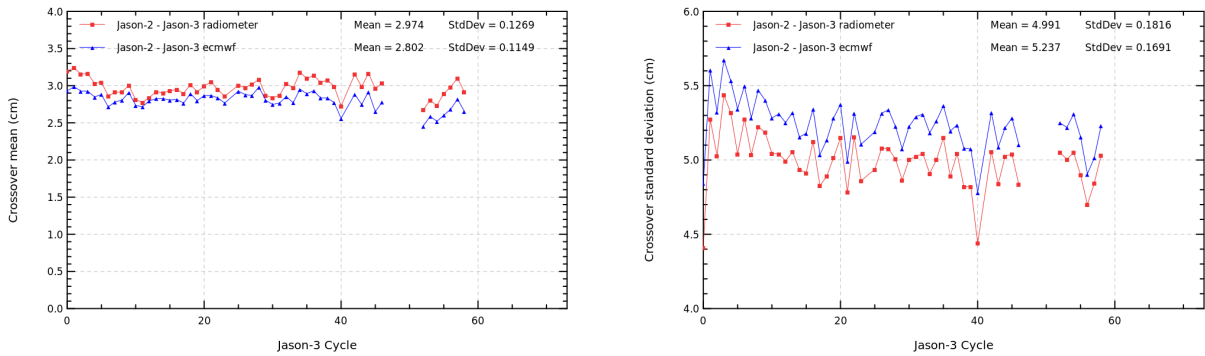 4.0
3.5
3.0
2.5
2.0
1.5
1.0
0.5
0.0
Crossover mean (cm)
Jason-2 - Jason-3 radiometer Mean = 2.974 StdDev = 0.1269
Jason-2 - Jason-3 ecmwf Mean = 2.802 StdDev = 0.1149
0 20 40 60
Jason-3 Cycle
6.0
5.5
5.0
4.5
4.0
Crossover standard deviation (cm)
Jason-2 - Jason-3 radiometer Mean = 4.991 StdDev = 0.1816
Jason-2 - Jason-3 ecmwf Mean = 5.237 StdDev = 0.1691
0 20 40 60
Jason-3 Cycle